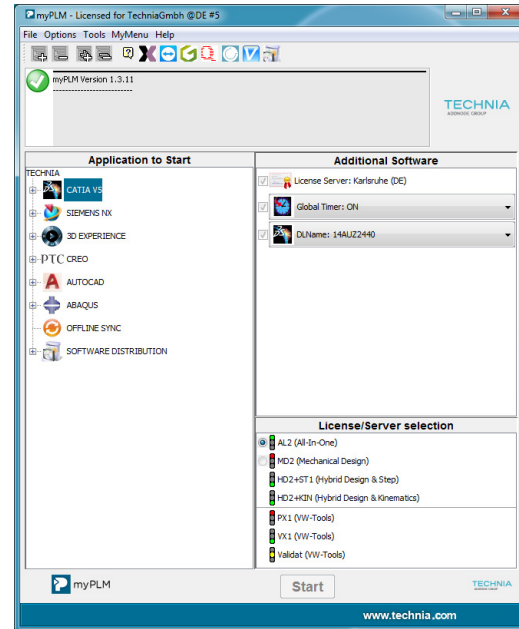 myPLM - Licensed for TechniaGmbh @DE #5
File Options Tools MyMenu Help
myPLM Version 1.3.11
TECHNIA
ADDNODE GROUP
Application to Start
TECHNIA
CATIA V5
SIEMENS NX
3D EXPERIENCE
PTC CREO
AUTOCAD
ABAQUS
OFFLINE SYNC
SOFTWARE DISTRIBUTION
Additional Software
License Server: Karlsruhe (DE)
Global Timer: ON
DLName: 14AUZ2440
License/Server selection
AL2 (All-In-One)
MD2 (Mechanical Design)
HD2+ST1 (Hybrid Design & Step)
HD2+KIN (Hybrid Design & Kinematics)
PX1 (VW-Tools)
VX1 (VW-Tools)
Validat (VW-Tools)
myPLM
Start
TECHNIA
www.technia.com